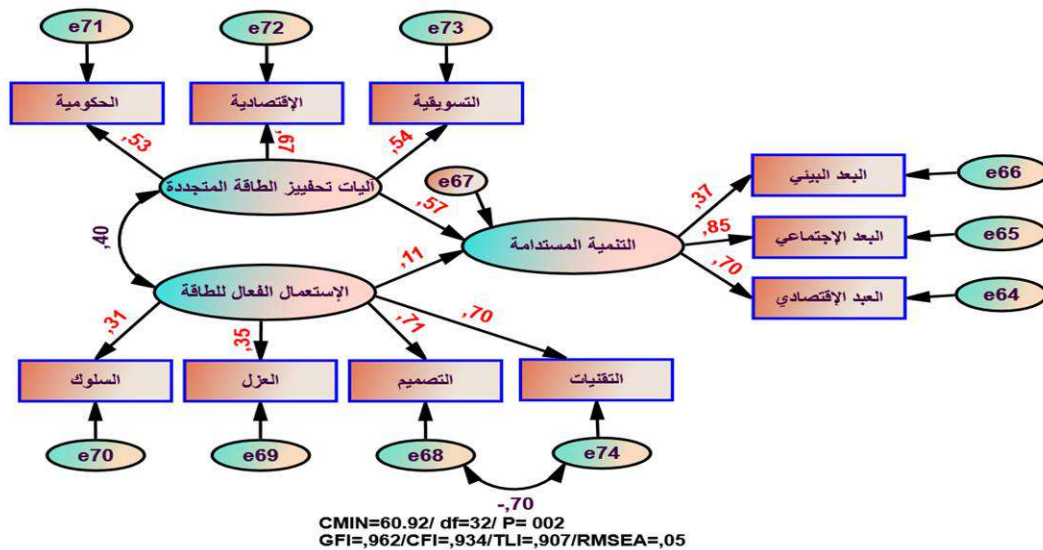 e71 e72 e73
الحكومية الإقتصادية التسويقية
,53 ,67 ,54
اليات تحفييز الطاقة المتجددة
e67
,57
,40
التنمية المستدامة
,11
الإستعمال الفعال للطاقة
,37
البعد البيئي
e66
,85
البعد الإجتماعي
e65
,70
العبد الإقتصادي
e64
,31 ,35 ,71 ,70
السلوك العزل التصميم التقنيات
e70 e69 e68 e74
-,70
CMIN=60.92/ df=32/ P= 002
GFI=,962/CFI=,934/TLI=,907/RMSEA=,05